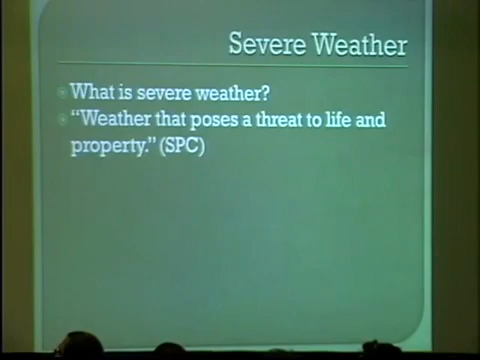 Severe Weather
What is severe weather?
“Weather that poses a threat to life and
property.” (SPC)